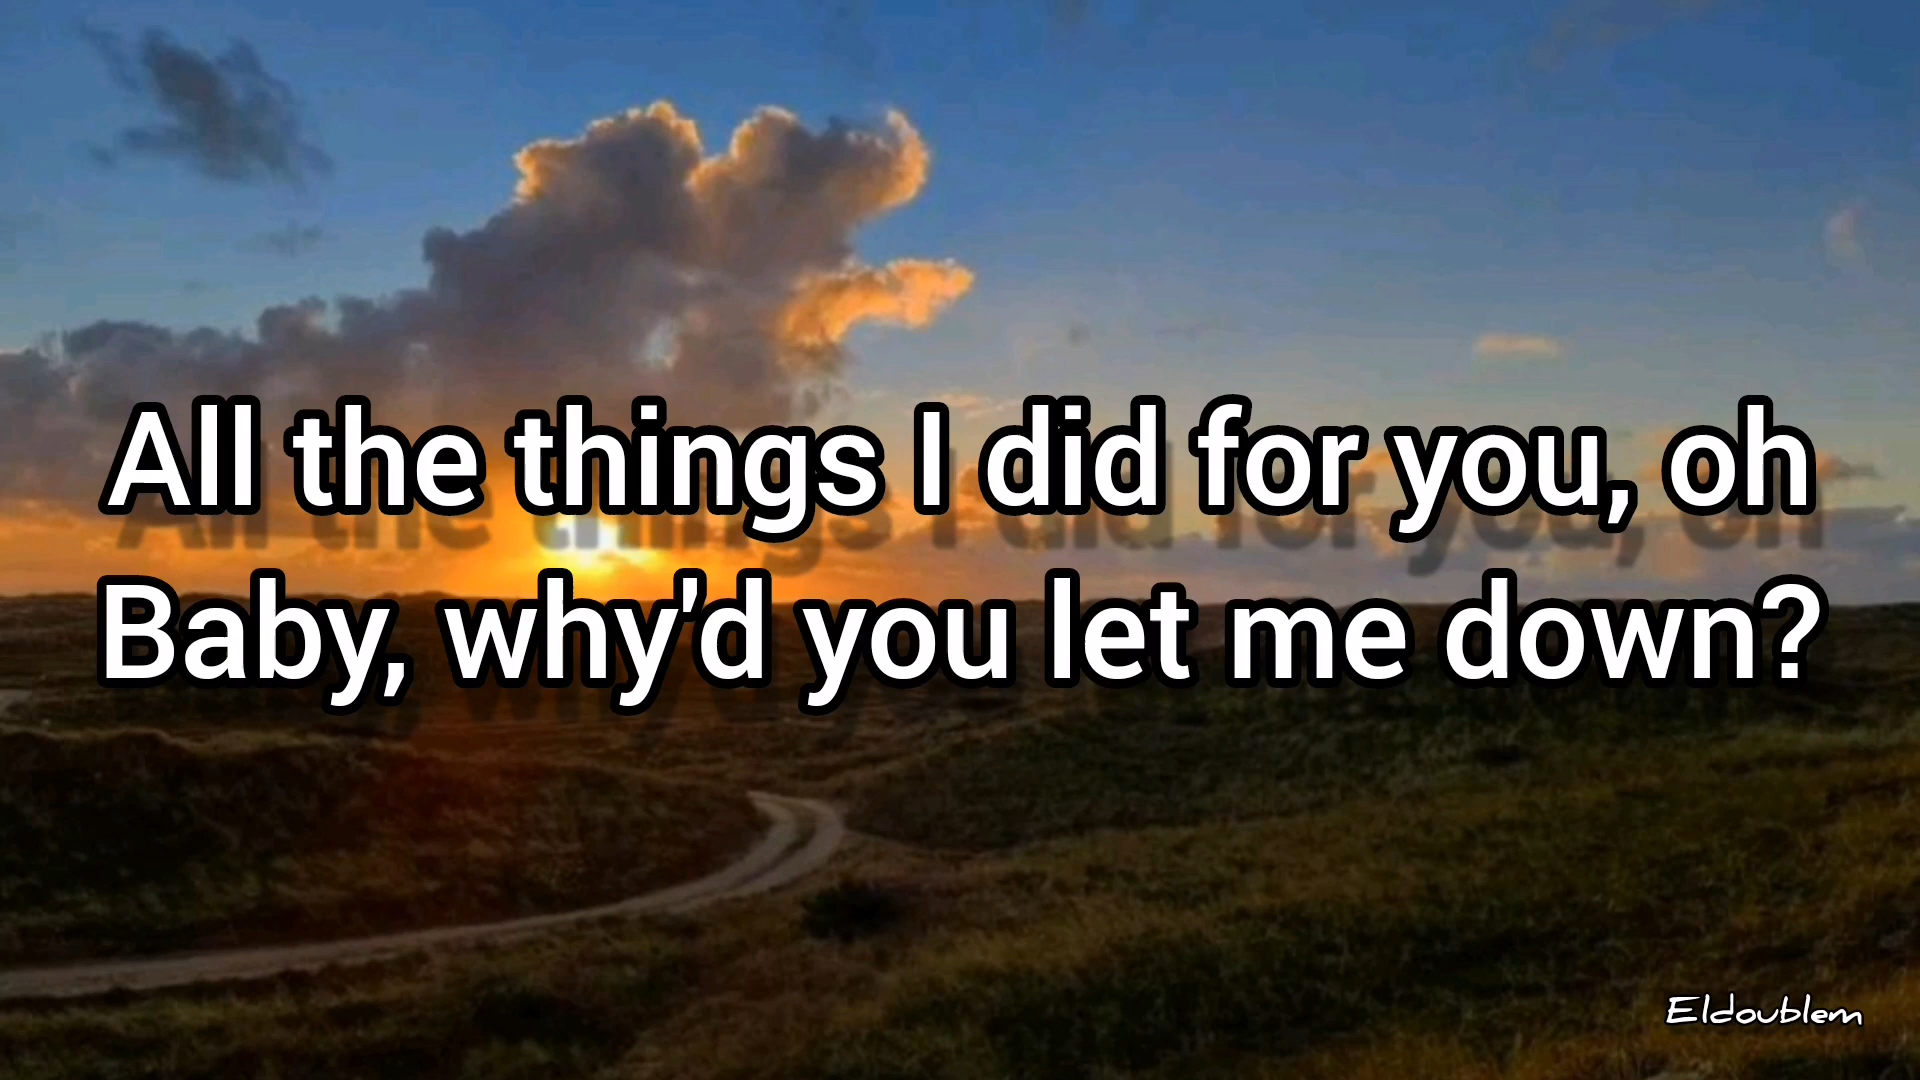 All the things I did for you, oh
Baby, why'd you let me down?
Eldoublem